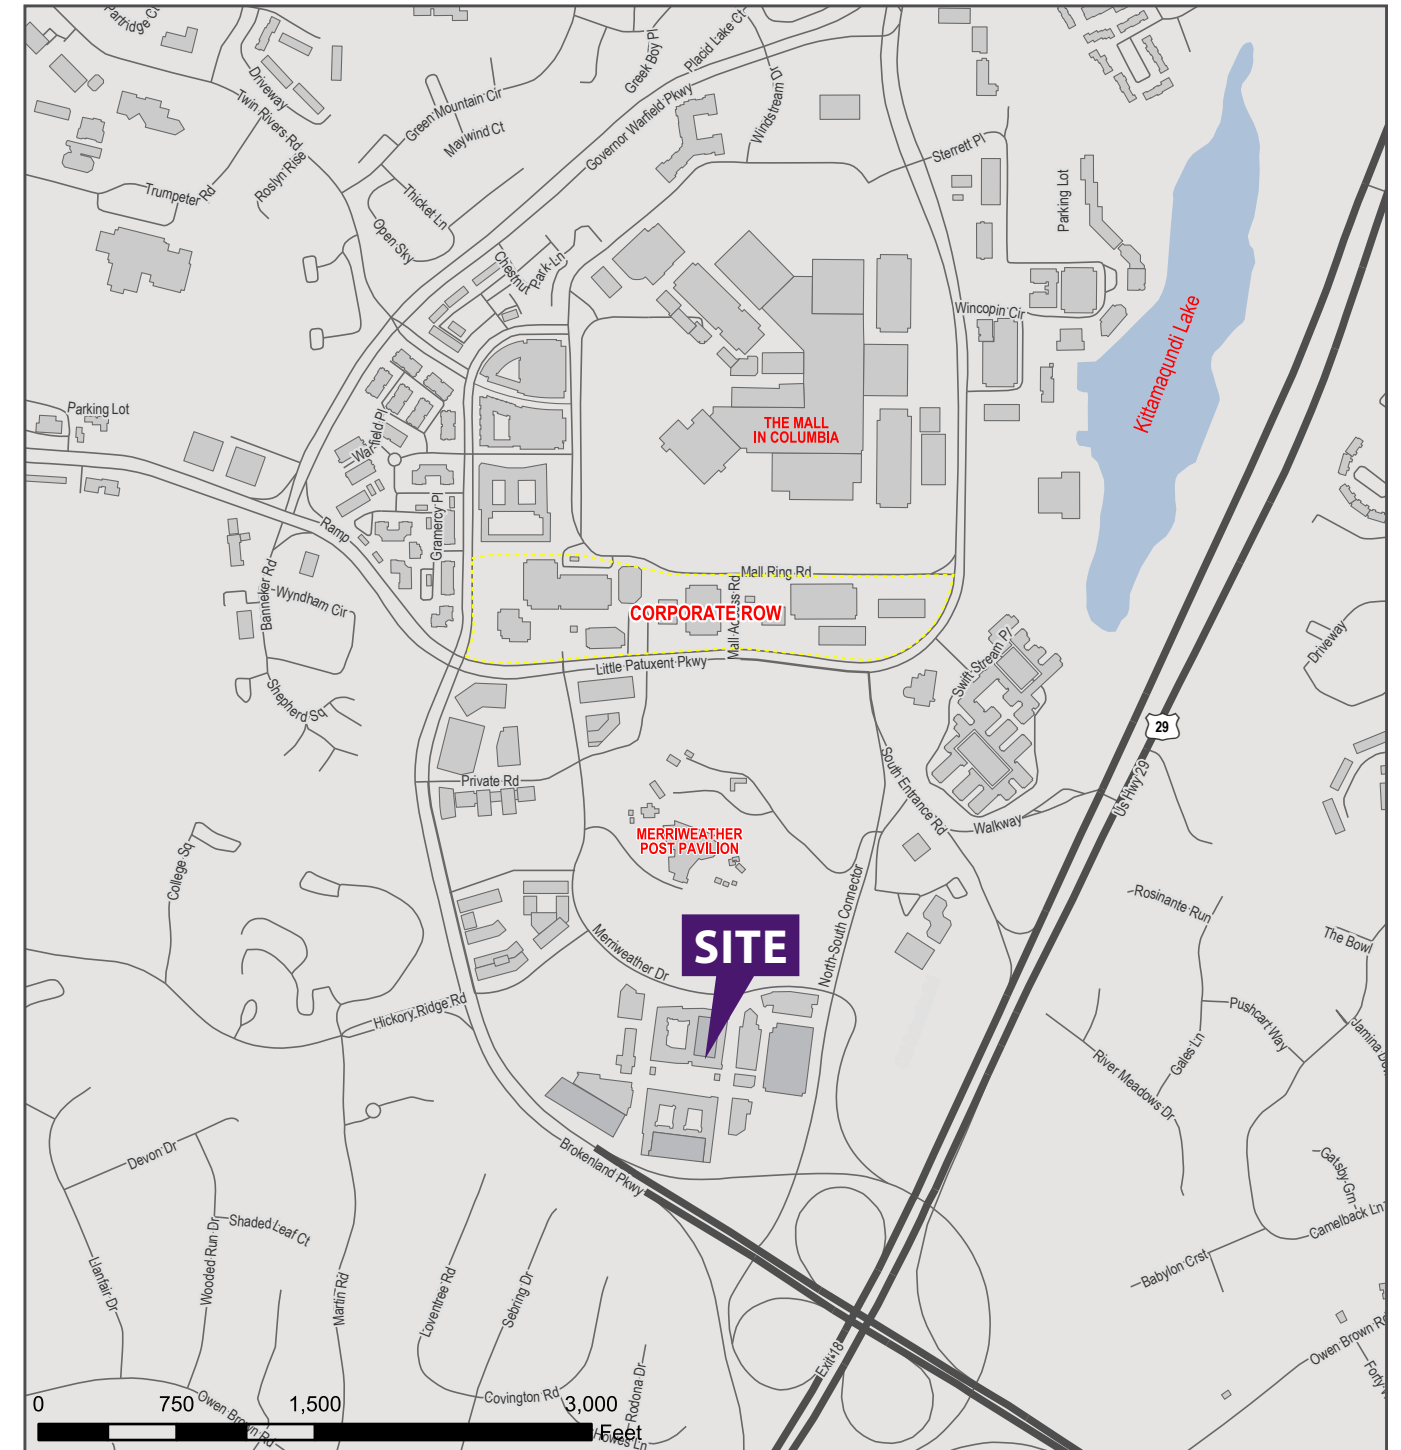 Partridge Ct
Driveway
Twin Rivers Rd
Roslyn Rise
Trumpeter Rd
Green Mountain Cir
Maywind Ct
Greek Boy Pl
Placid Lake Ct
Governor Warfield Pkwy
Windstream Dr
Sterrett Pl
Parking Lot
Thicket Ln
Open Sky
Chestnut
Park Ln
Wincopin Cir
Kittamaqundi Lake
Parking Lot
Warfield Pl
THE MALL
IN COLUMBIA
Ramp
Gramercy Pl
Banneker Rd
Wyndham Cir
Mall Ring Rd
CORPORATE ROW
Mall Access Rd
Little Patuxent Pkwy
Swift Stream Pl
Driveway
Shepherd Sq
29
Us Hwy 29
Private Rd
South Entrance Rd
Walkway
MERRIWEATHER
POST PAVILION
College Sq
Rosinante Run
The Bowl
North-South Connector
SITE
Merriweather Dr
Hickory Ridge Rd
Pushcart Way
Gales Ln
River Meadows Dr
Brokenland Pkwy
Devon Dr
Gatsby Grn
Shaded Leaf Ct
Wooded Run Dr
Camelback Ln
Babylon Crst
Llanfair Dr
Martin Rd
Loventree Rd
Sebring Dr
Exit 18
Owen Brown Rd
Covington Rd
Rodona Dr
Howes Ln
Owen Brown Rd
0 750 1,500 3,000
Feet